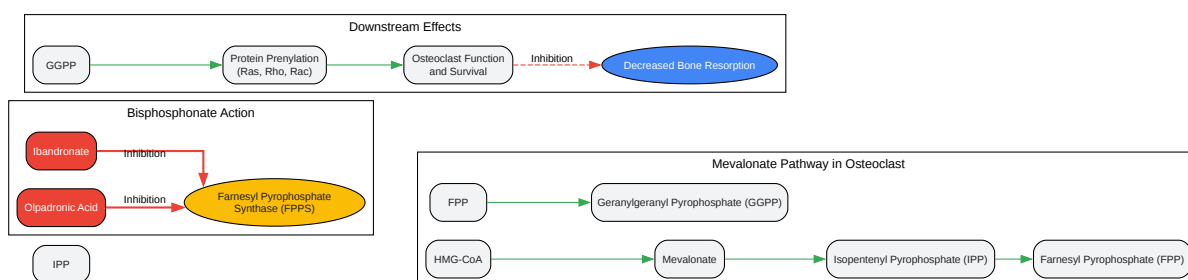 Downstream Effects
GGPP
Protein Prenylation
(Ras, Rho, Rac)
Osteoclast Function
and Survival
Inhibition
Decreased Bone Resorption
Bisphosphonate Action
Ibandronate
Inhibition
Olpadronic Acid
Inhibition
Farnesyl Pyrophosphate
Synthase (FPPS)
IPP
Mevalonate Pathway in Osteoclast
FPP
Geranylgeranyl Pyrophosphate (GGPP)
HMG-CoA
Mevalonate
Isopentenyl Pyrophosphate (IPP)
Farnesyl Pyrophosphate (FPP)